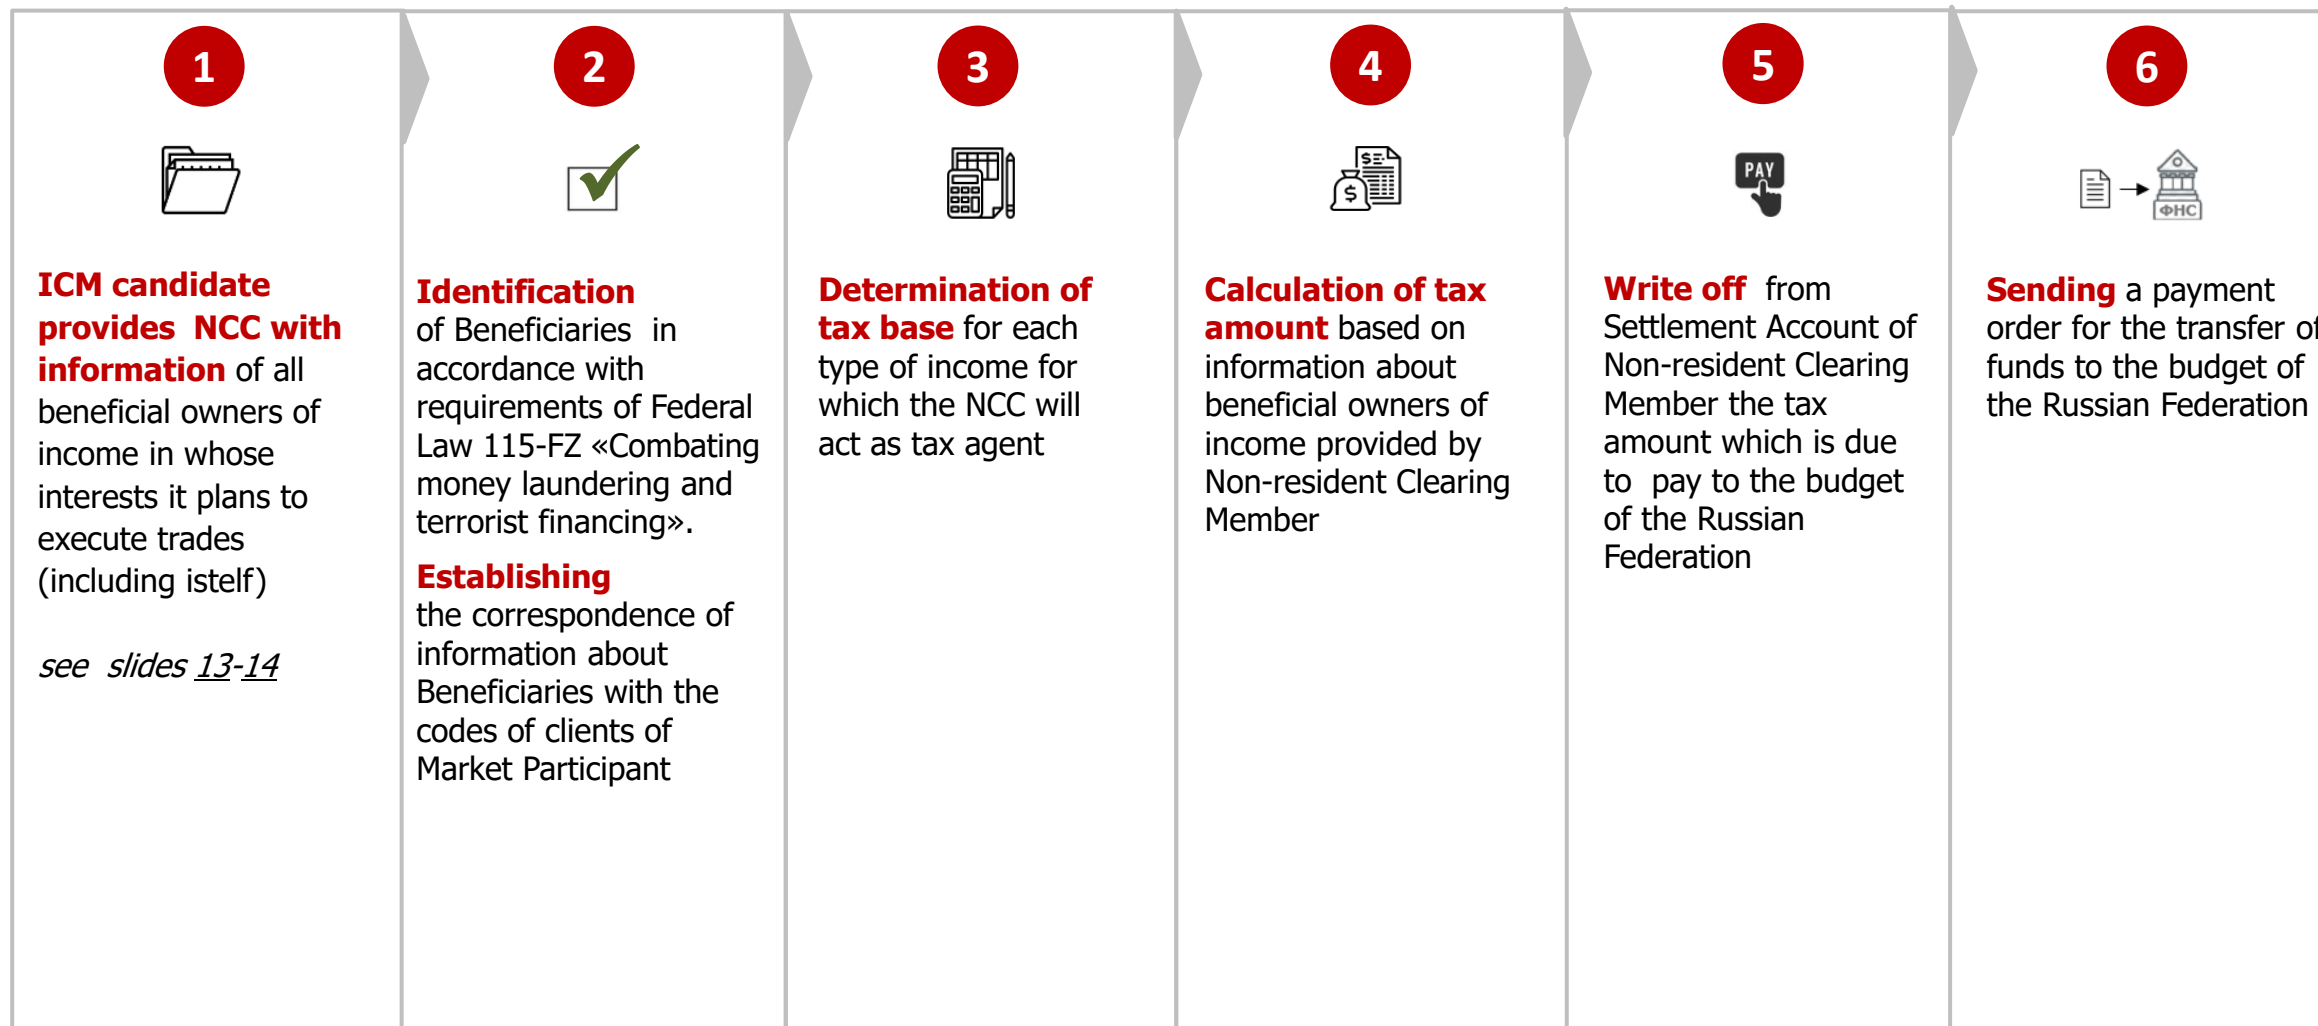 1
ICM candidate
provides NCC with
information of all
beneficial owners of
income in whose
interests it plans to
execute trades
(including istelf)
see slides 13-14
2
Identification
of Beneficiaries in
accordance with
requirements of Federal
Law 115-FZ «Combating
money laundering and
terrorist financing».
Establishing
the correspondence of
information about
Beneficiaries with the
codes of clients of
Market Participant
3
Determination of
tax base for each
type of income for
which the NCC will
act as tax agent
4
$
$
Calculation of tax
amount based on
information about
beneficial owners of
income provided by
Non-resident Clearing
Member
5
PAY
Write off from
Settlement Account of
Non-resident Clearing
Member the tax
amount which is due
to pay to the budget
of the Russian
Federation
6
ФНС
Sending a payment
order for the transfer of
funds to the budget of
the Russian Federation